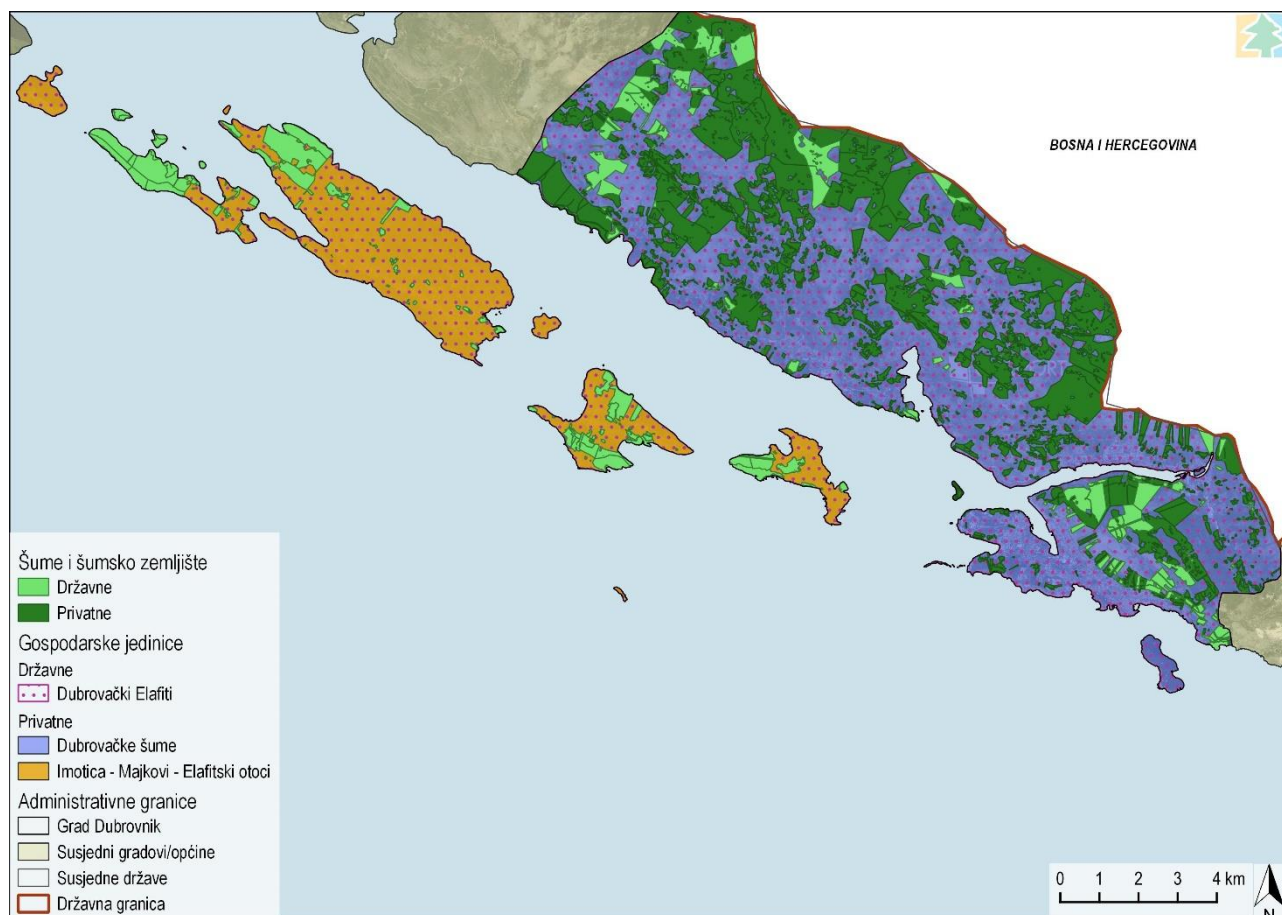 BOSNA I HERCEGOVINA
Šume i šumsko zemljište
Državne
Privatne
Gospodarske jedinice
Državne
Dubrovački Elafiti
Privatne
Dubrovačke šume
Imotica - Majkovi - Elafitski otoci
Administrativne granice
Grad Dubrovnik
Susjedni gradovi/općine
Susjedne države
Državna granica
0 1 2 3 4 km
N